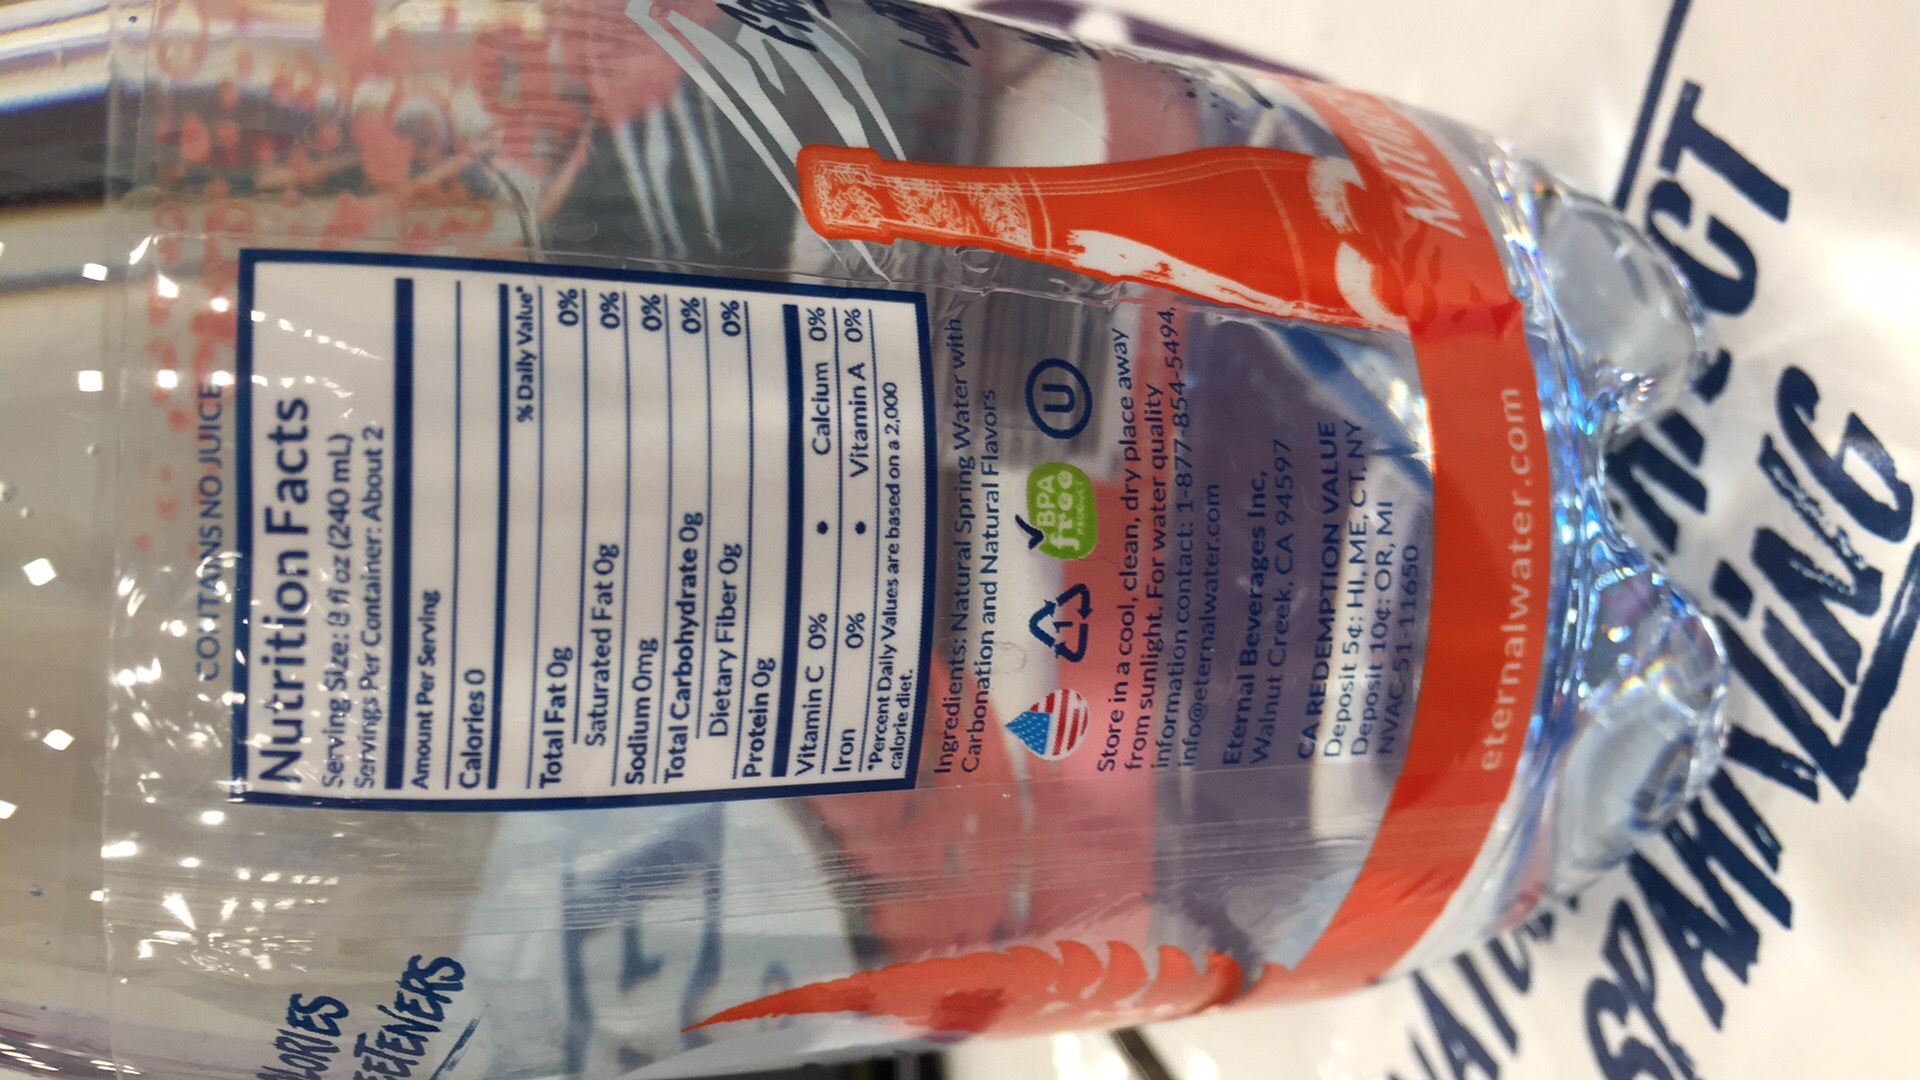 CONTAINS NO JUICE
Nutrition Facts
Serving Size: 8 fl oz (240 mL)
Servings Per Container: About 2
Amount Per Serving
Calories 0
% Daily Value*
Total Fat 0g 0%
Saturated Fat 0g 0%
Sodium 0mg 0%
Total Carbohydrate 0g 0%
Dietary Fiber 0g 0%
Protein 0g
Vitamin C 0% • Calcium 0%
Iron 0% • Vitamin A 0%
*Percent Daily Values are based on a 2,000
calorie diet.
Ingredients: Natural Spring Water with
Carbonation and Natural Flavors
1
BPA
free
PRODUCT
U
Store in a cool, clean, dry place away
from sunlight. For water quality
information contact: 1-877-854-5494,
info@eternalwater.com
Eternal Beverages Inc,
Walnut Creek, CA 94597
CA REDEMPTION VALUE
Deposit 5¢: HI, ME, CT, NY
Deposit 10¢: OR, MI
NVAC-51-11650
eternalwater.com
SPARKLING